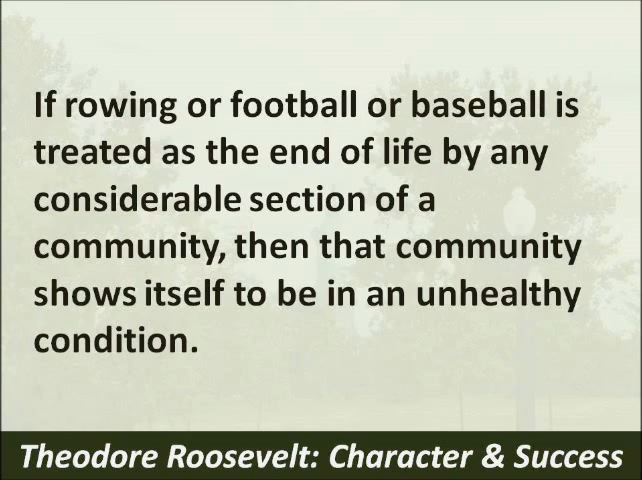 If rowing or football or baseball is
treated as the end of life by any
considerable section of a
community, then that community
shows itself to be in an unhealthy
condition.
Theodore Roosevelt: Character & Success